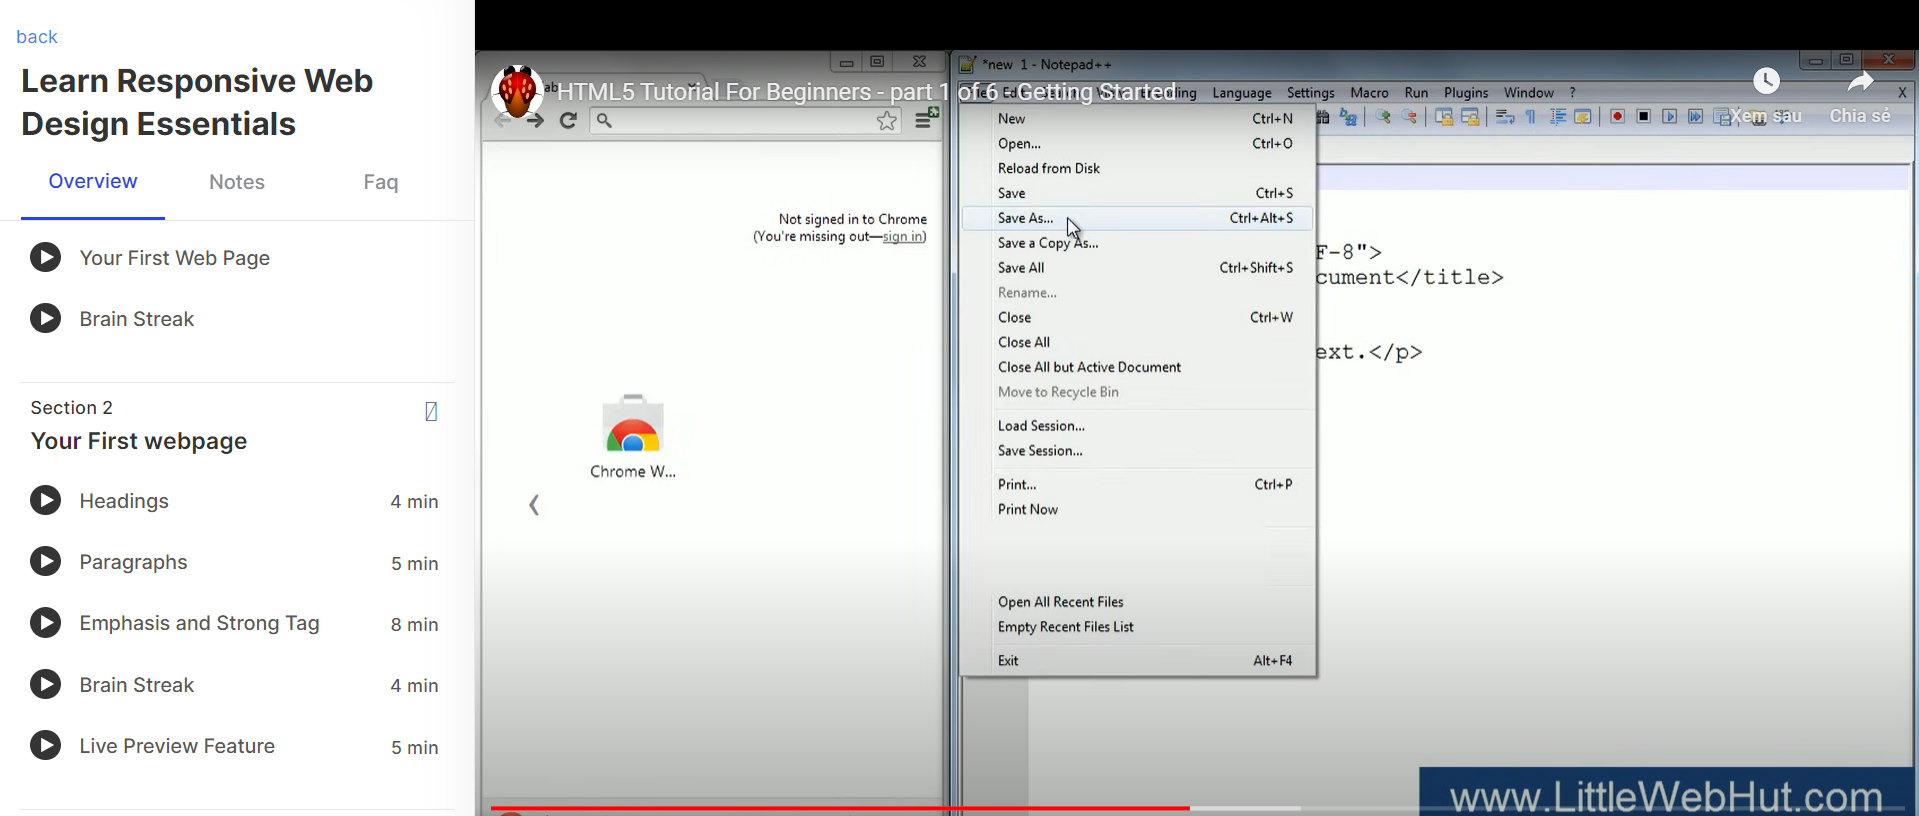 back
Learn Responsive Web
Design Essentials
Overview Notes Faq
Your First Web Page
Brain Streak
Section 2
Your First webpage
Headings 4 min
Paragraphs 5 min
Emphasis and Strong Tag 8 min
Brain Streak 4 min
Live Preview Feature 5 min
HTML5 Tutorial For Beginners - part 1 of 6 - Getting Started
Xem sau Chia sẻ
Not signed in to Chrome
(You're missing out—sign in)
Chrome W...
*new 1 - Notepad++
Language Settings Macro Run Plugins Window ? X
New Ctrl+N
Open... Ctrl+O
Reload from Disk
Save Ctrl+S
Save As... Ctrl+Alt+S
Save a Copy As...
Save All Ctrl+Shift+S
Rename...
Close Ctrl+W
Close All
Close All but Active Document
Move to Recycle Bin
Load Session...
Save Session...
Print... Ctrl+P
Print Now
Open All Recent Files
Empty Recent Files List
Exit Alt+F4
F-8">
cument</title>
ext.</p>
www.LittleWebHut.com